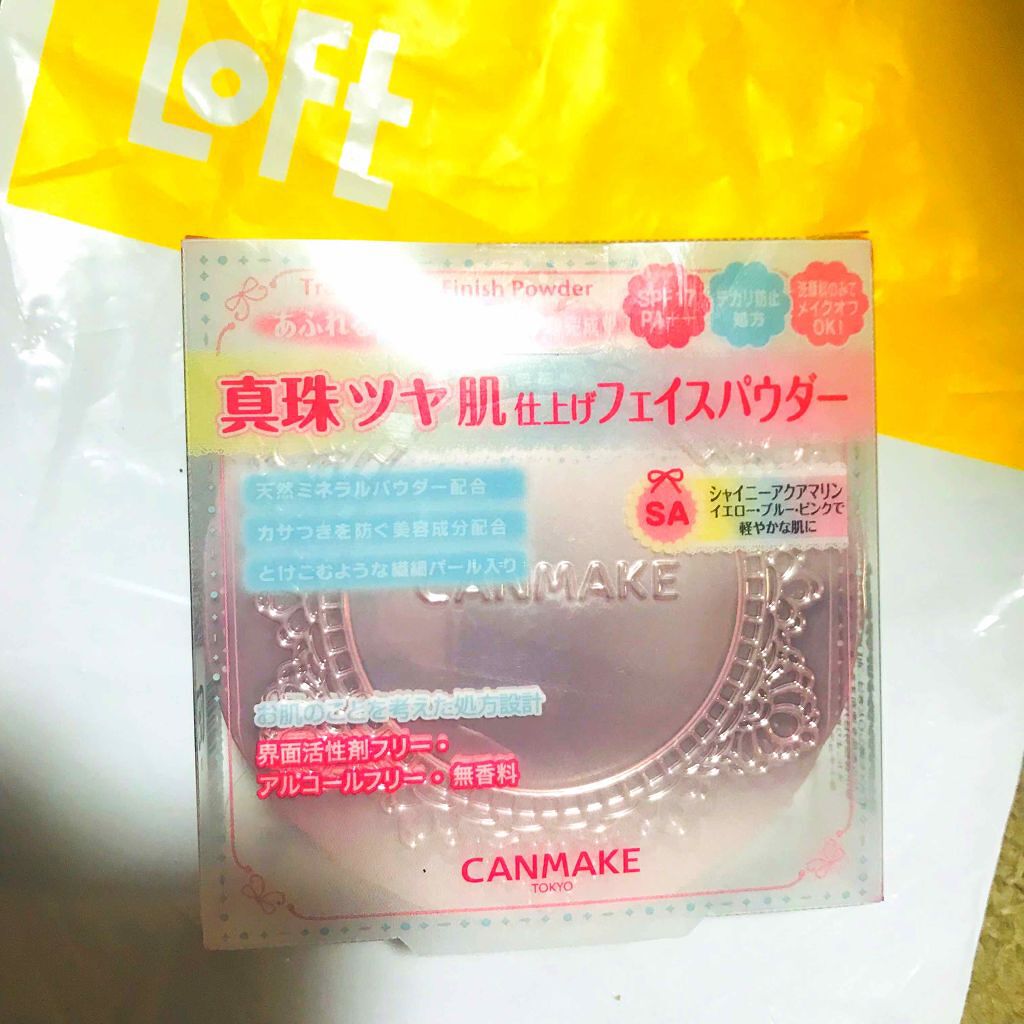 LOFT
Finish Powder
あふれる
SPF17
PA++
テカリ防止
処方
洗顔料のみで
メイクオフ
OK!
真珠ツヤ肌仕上げフェイスパウダー
天然ミネラルパウダー配合
カサつきを防ぐ美容成分配合
とけこむような繊細パール入り
SA
シャイニーアクアマリン
イエロー・ブルー・ピンクで
軽やかな肌に
CANMAKE
お肌のことを考えた処方設計
界面活性剤フリー・
アルコールフリー・無香料
CANMAKE
TOKYO